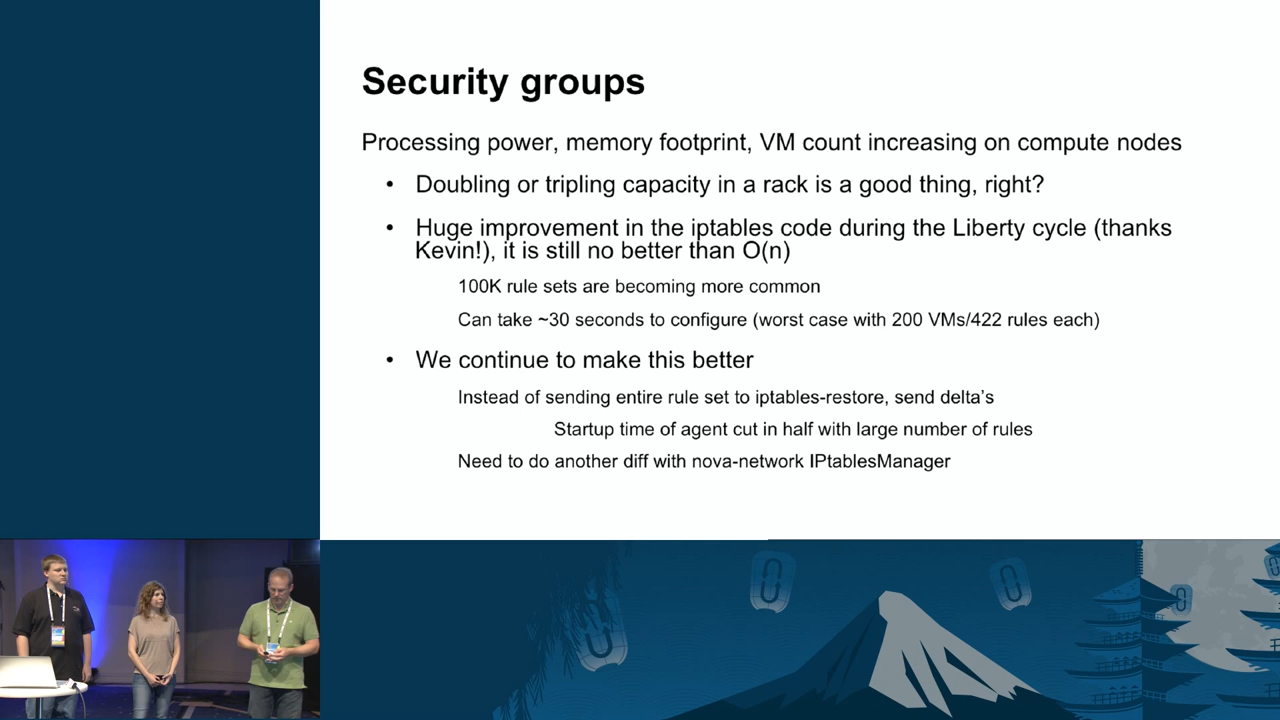 Security groups
Processing power, memory footprint, VM count increasing on compute nodes
• Doubling or tripling capacity in a rack is a good thing, right?
• Huge improvement in the iptables code during the Liberty cycle (thanks
Kevin!), it is still no better than O(n)
100K rule sets are becoming more common
Can take ~30 seconds to configure (worst case with 200 VMs/422 rules each)
• We continue to make this better
Instead of sending entire rule set to iptables-restore, send delta's
Startup time of agent cut in half with large number of rules
Need to do another diff with nova-network IPtablesManager